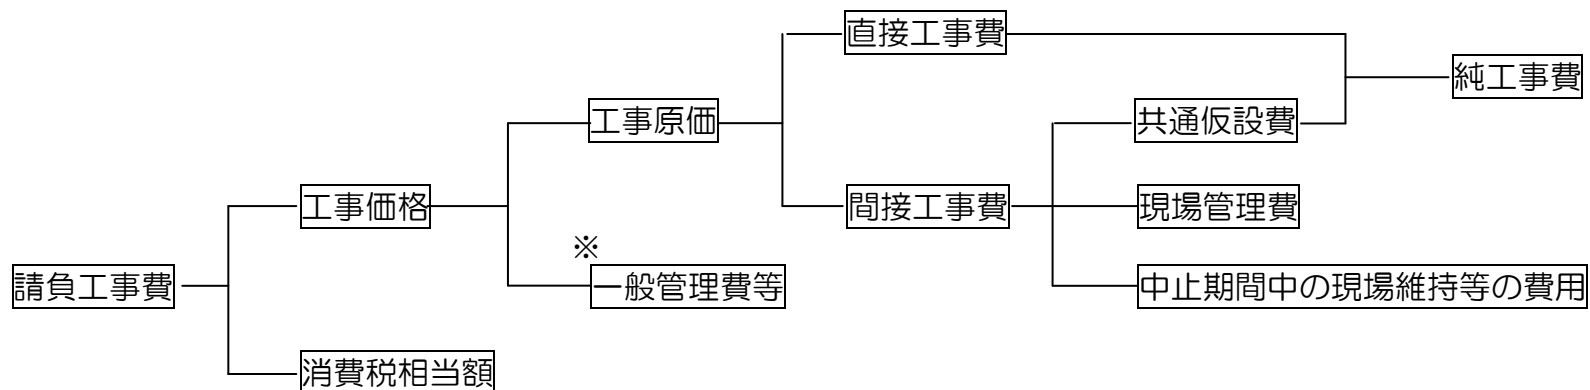 直接工事費
純工事費
工事原価
共通仮設費
工事価格
間接工事費
現場管理費
※
請負工事費
一般管理費等
中止期間中の現場維持等の費用
消費税相当額